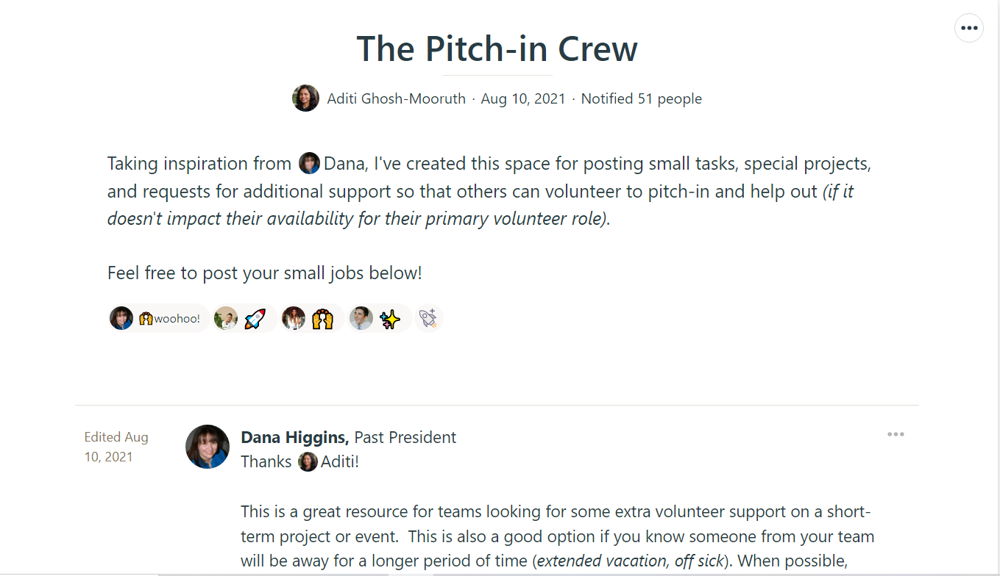 The Pitch-in Crew
Aditi Ghosh-Mooruth · Aug 10, 2021 · Notified 51 people
Taking inspiration from Dana, I've created this space for posting small tasks, special projects,
and requests for additional support so that others can volunteer to pitch-in and help out (if it
doesn't impact their availability for their primary volunteer role).
Feel free to post your small jobs below!
woohoo!
Edited Aug
10, 2021
Dana Higgins, Past President
Thanks Aditi!
This is a great resource for teams looking for some extra volunteer support on a short-
term project or event.  This is also a good option if you know someone from your team
will be away for a longer period of time (extended vacation, off sick). When possible,